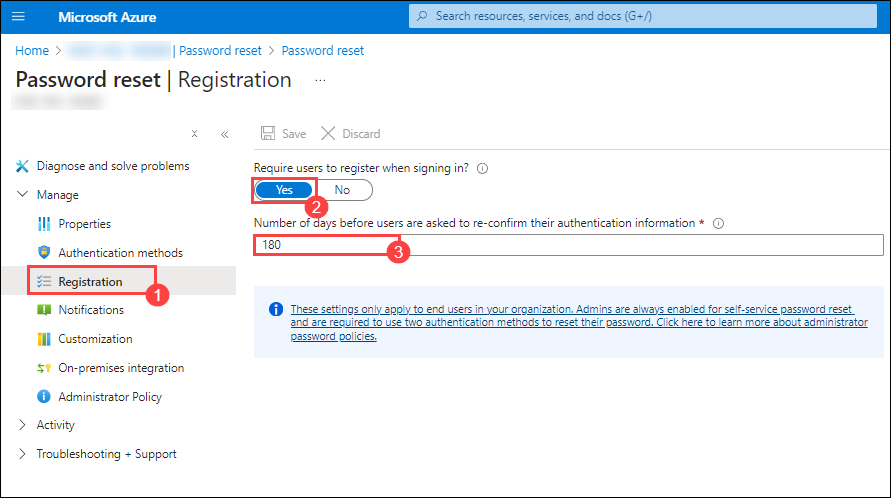 Microsoft Azure
Search resources, services, and docs (G+/)
Home > | Password reset > Password reset
Password reset | Registration ...
Save Discard
Diagnose and solve problems
Require users to register when signing in?
Manage
Yes No
2
Properties
Number of days before users are asked to re-confirm their authentication information *
Authentication methods
180
3
Registration
1
Notifications
These settings only apply to end users in your organization. Admins are always enabled for self-service password reset
and are required to use two authentication methods to reset their password. Click here to learn more about administrator
password policies.
Customization
On-premises integration
Administrator Policy
Activity
Troubleshooting + Support